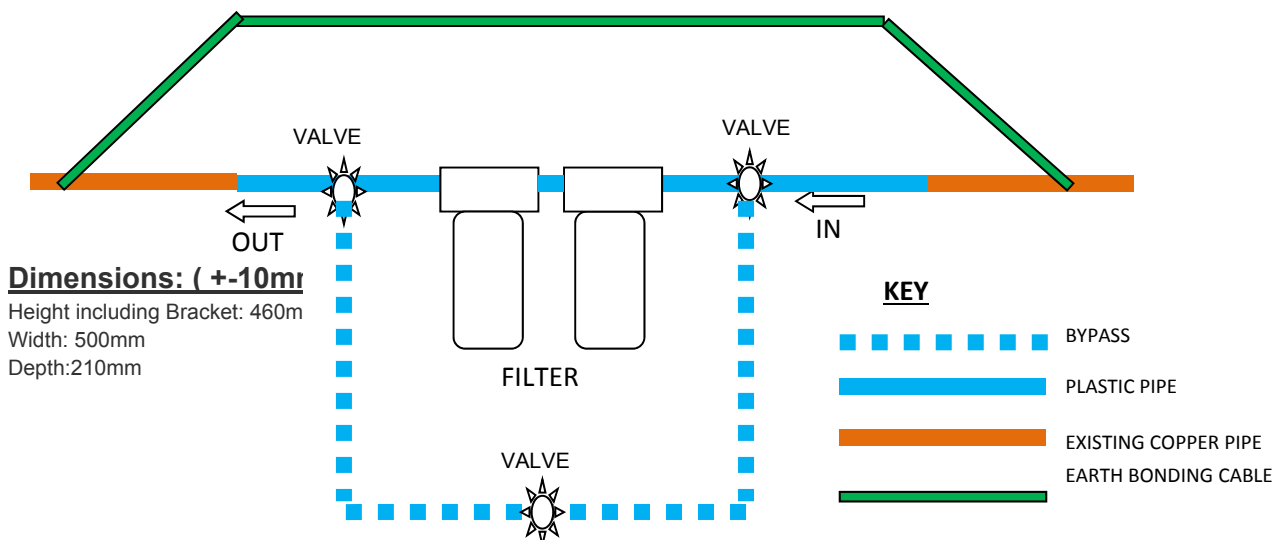 VALVE
VALVE
OUT
IN
Dimensions: ( +-10m
Height including Bracket: 460m
Width: 500mm
Depth:210mm
FILTER
VALVE
KEY
BYPASS
PLASTIC PIPE
EXISTING COPPER PIPE
EARTH BONDING CABLE